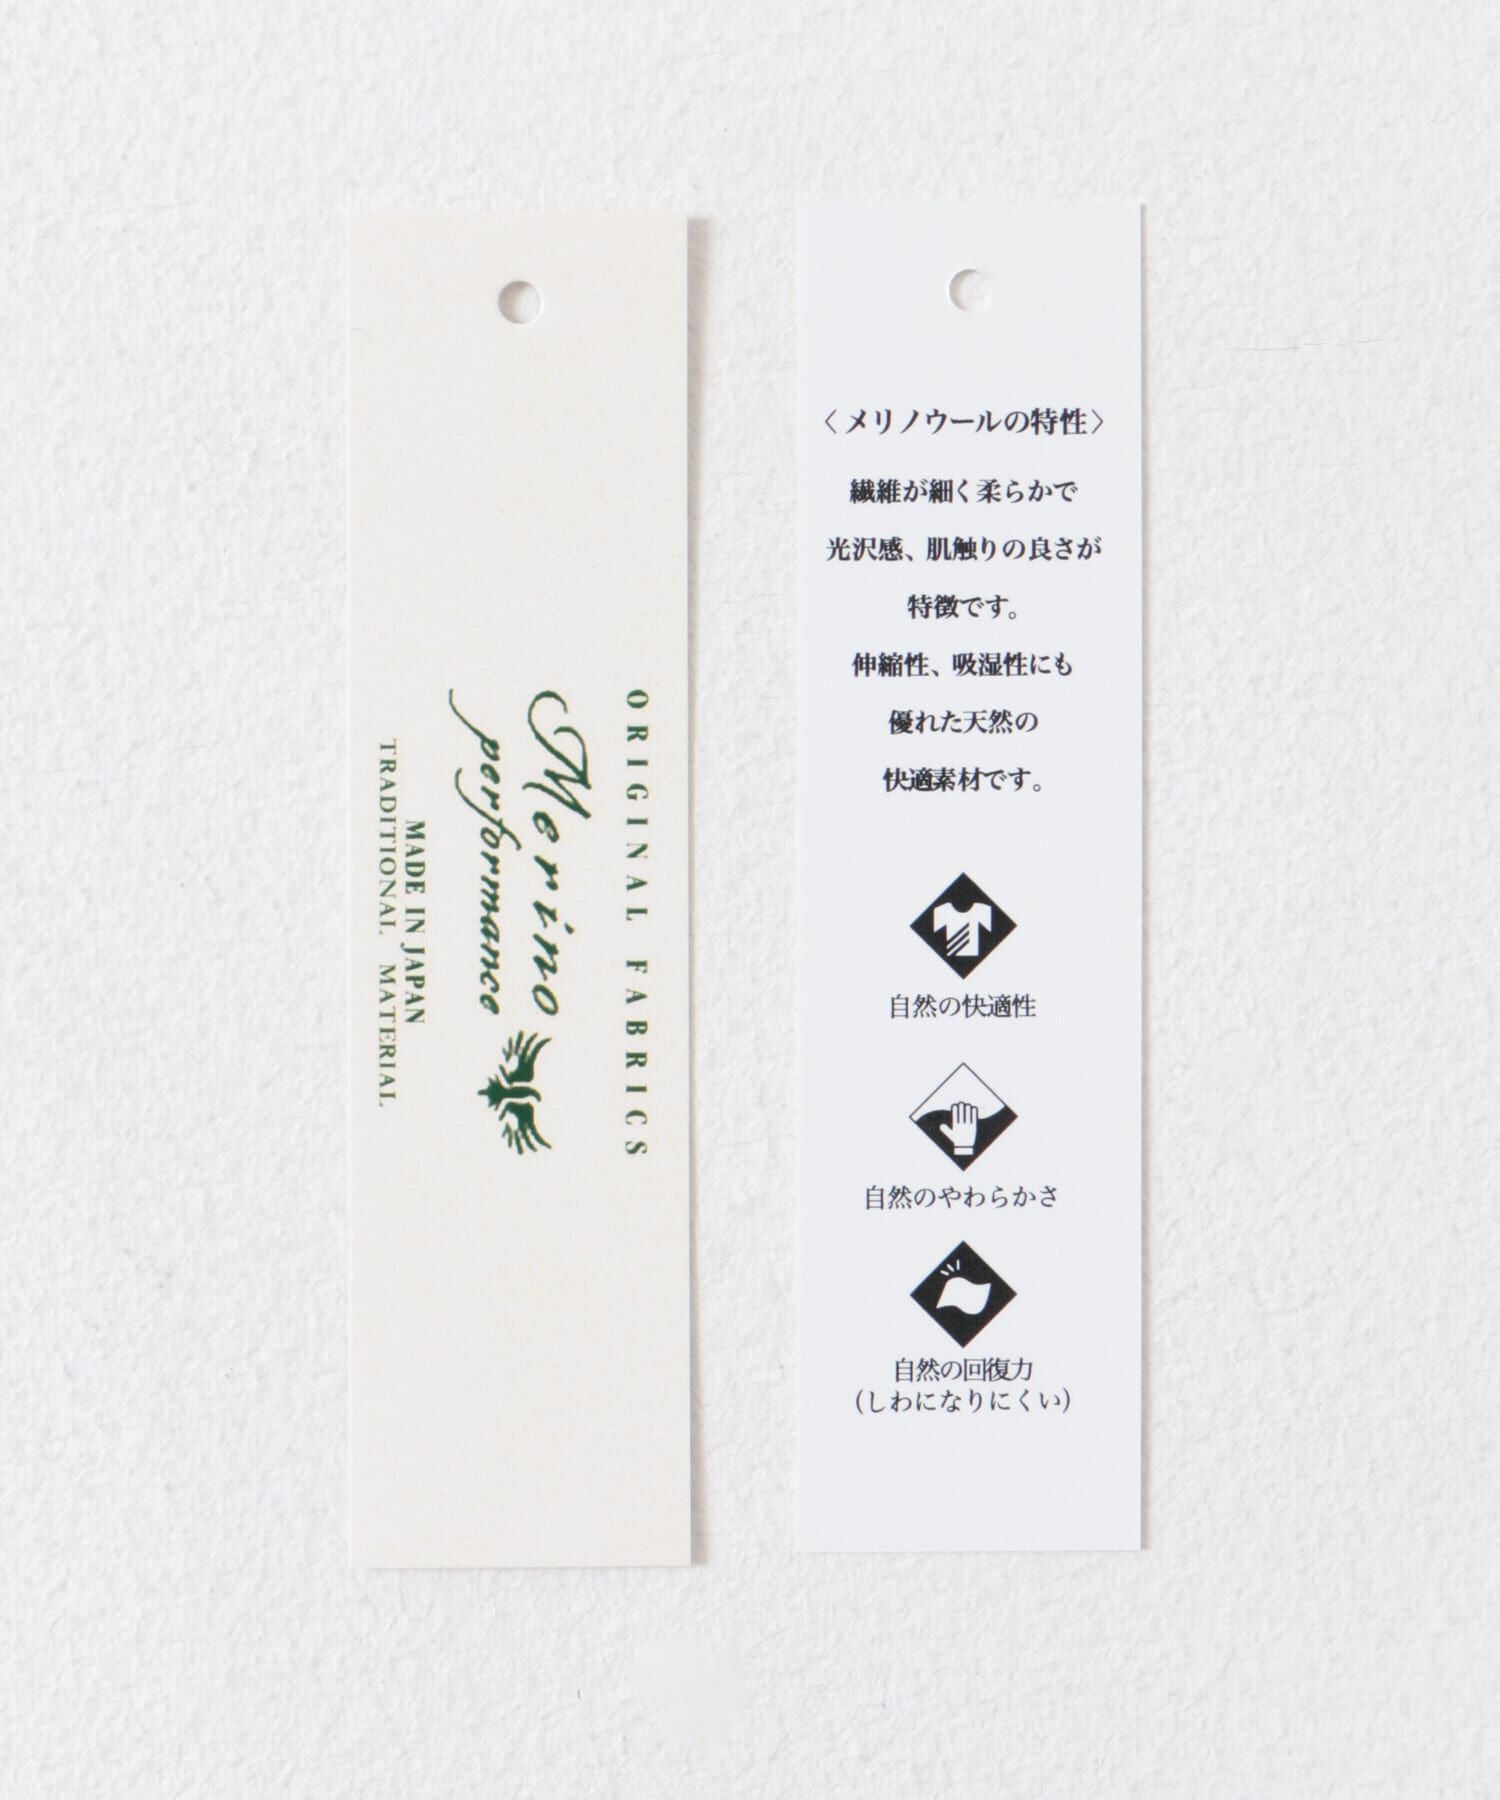 ORIGINAL FABRICS
Merino
performance
MADE IN JAPAN
TRADITIONAL MATERIAL
〈メリノウールの特性〉
繊維が細く柔らかで
光沢感、肌触りの良さが
特徴です。
伸縮性、吸湿性にも
優れた天然の
快適素材です。
自然の快適性
自然のやわらかさ
自然の回復力
（しわになりにくい）